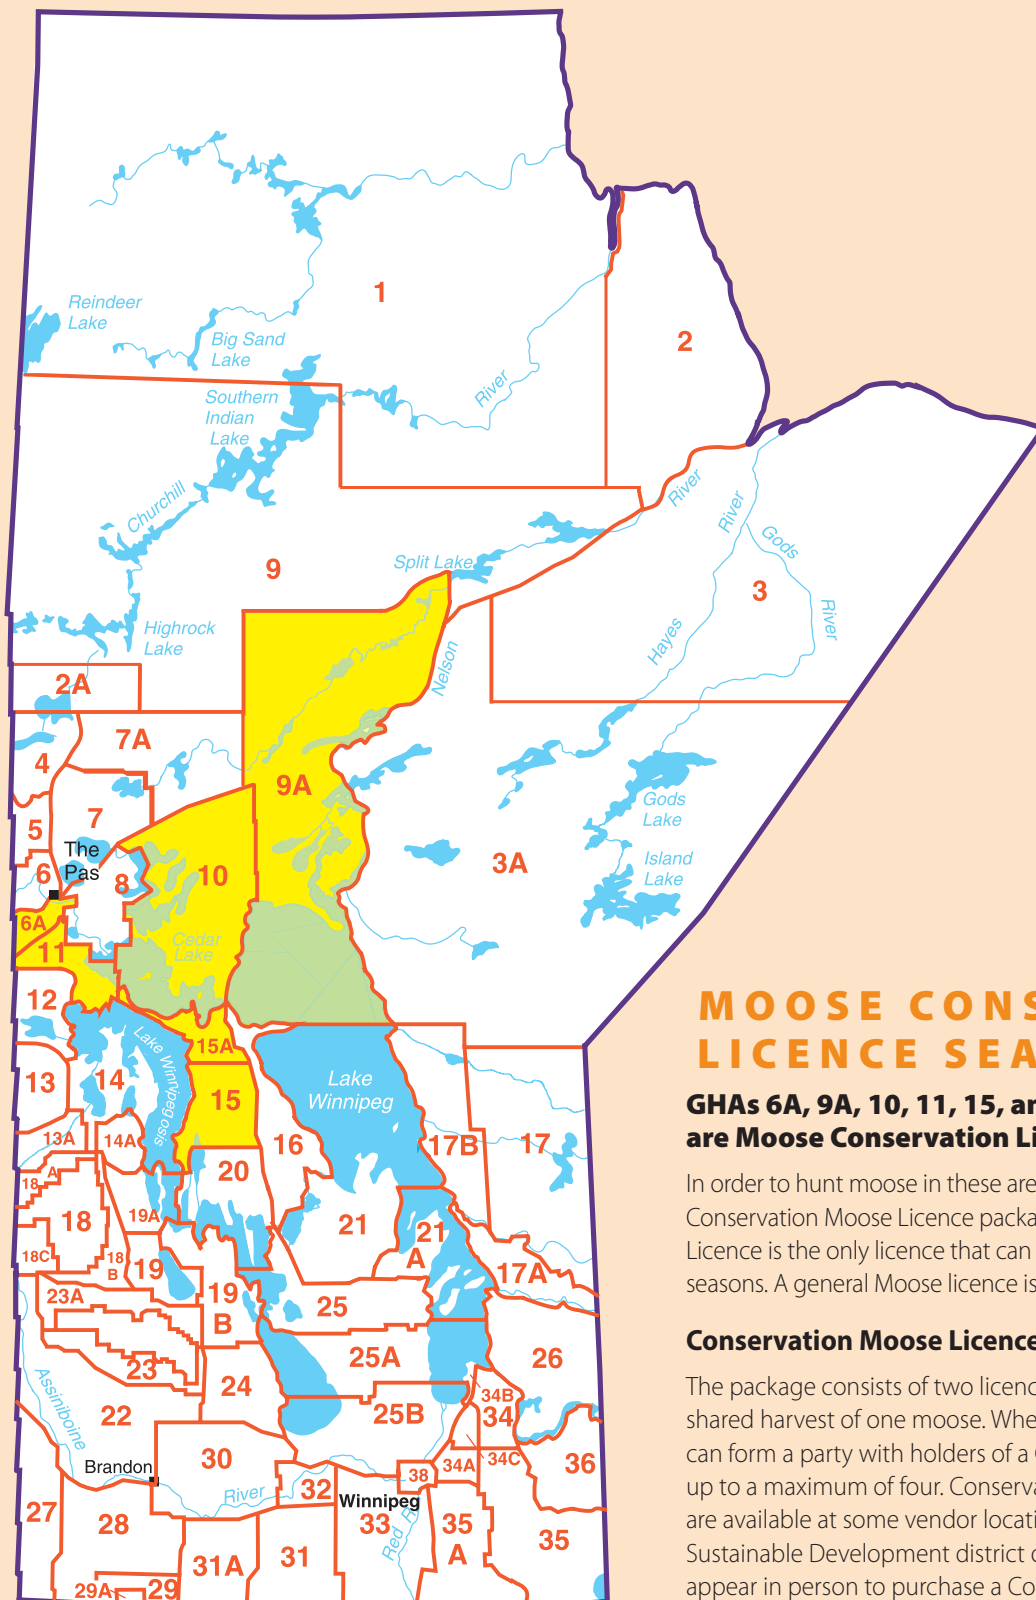 1
2
Reindeer
Lake
Big Sand
Lake
Southern
Indian
Lake
River
Churchill
River
River
Gods
River
Hayes
Split Lake
9
3
Highrock
Lake
Nelson
2A
7A
4
9A
7
5
Gods
Lake
The
Pas
6
8
10
3A
Island
Lake
6A
11
Cedar
Lake
12
15A
13
14
Lake Winnipegosis
15
Lake
Winnipeg
13A
14A
16
17B
17
18
A
20
18
19A
21
21
A
18C
18
B
19
17A
23A
19
B
25
23
25A
26
24
34B
34
22
25B
Assiniboine
30
34A
34C
36
Brandon
38
32
River
Winnipeg
27
28
33
35
A
35
Red R
31A
31
29A
29
MOOSE CONS
LICENCE SEA
GHAs 6A, 9A, 10, 11, 15, an
are Moose Conservation Li
In order to hunt moose in these are
Conservation Moose Licence packa
Licence is the only licence that can
seasons. A general Moose licence is
Conservation Moose Licence
The package consists of two licenc
shared harvest of one moose. Whe
can form a party with holders of a
up to a maximum of four. Conserva
are available at some vendor locati
Sustainable Development district o
appear in person to purchase a Co